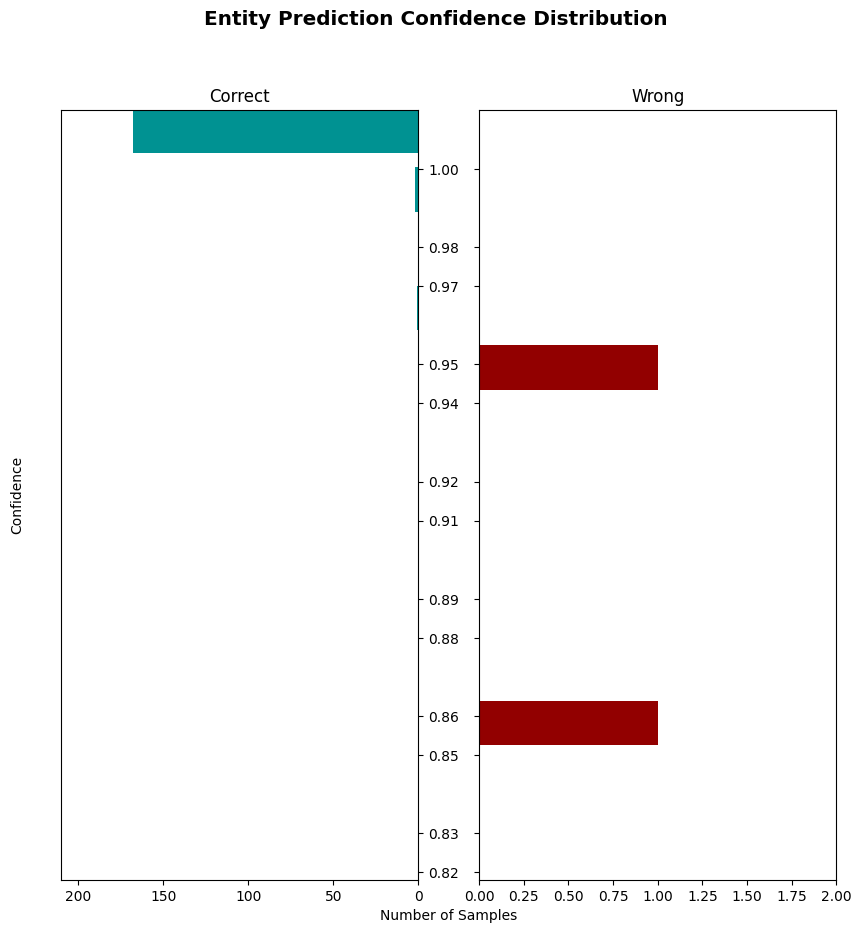 Entity Prediction Confidence Distribution
Correct
Wrong
1.00
0.98
0.97
0.95
0.94
0.92
0.91
0.89
0.88
0.86
0.85
0.83
0.82
Confidence
200 150 100 50 0
0.00 0.25 0.50 0.75 1.00 1.25 1.50 1.75 2.00
Number of Samples